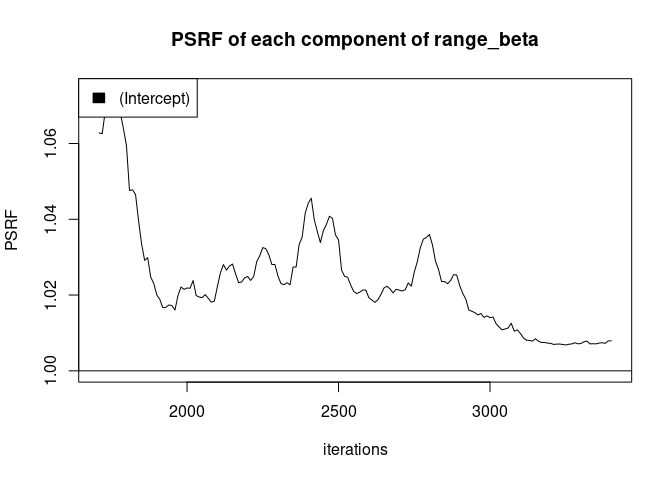 PSRF of each component of range_beta
(Intercept)
PSRF
1.00
1.02
1.04
1.06
2000
2500
3000
iterations